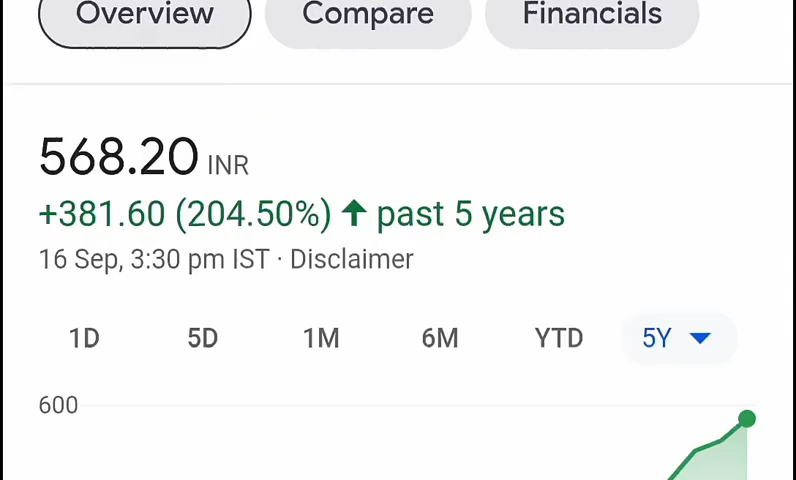 Overview Compare Financials
568.20 INR
+381.60 (204.50%) ↑ past 5 years
16 Sep, 3:30 pm IST · Disclaimer
1D 5D 1M 6M YTD 5Y
600